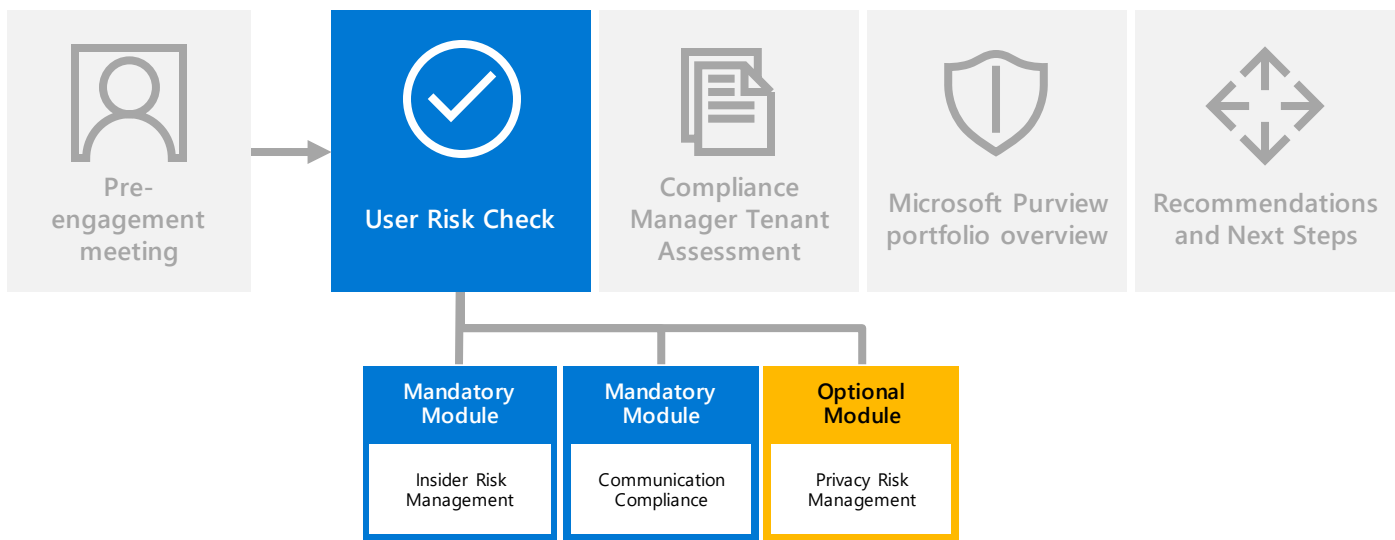 Pre-
engagement
meeting
User Risk Check
Compliance
Manager Tenant
Assessment
Microsoft Purview
portfolio overview
Recommendations
and Next Steps
Mandatory
Module
Insider Risk
Management
Mandatory
Module
Communication
Compliance
Optional
Module
Privacy Risk
Management